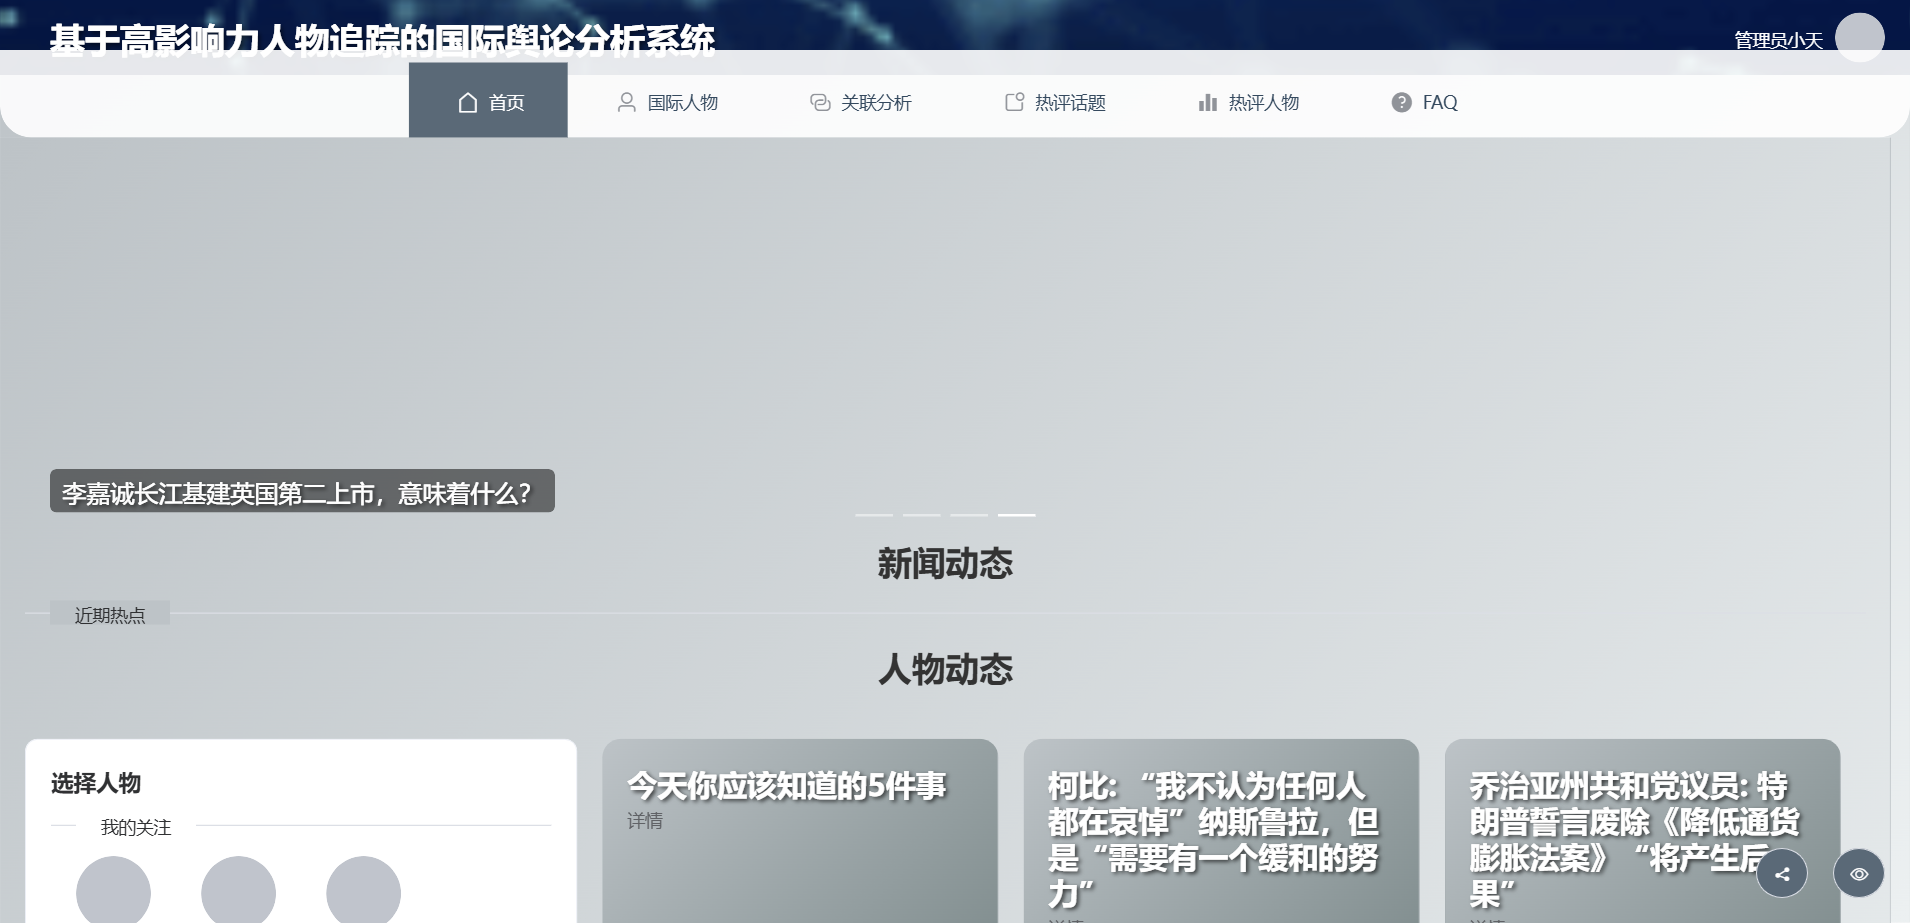 基于高影响力人物追踪的国际舆论分析系统
管理员小天
首页
国际人物
关联分析
热评话题
热评人物
FAQ
李嘉诚长江基建英国第二上市，意味着什么？
新闻动态
近期热点
人物动态
选择人物
我的关注
今天你应该知道的5件事
详情
柯比：“我不认为任何人
都在哀悼”纳斯鲁拉，但
是“需要有一个缓和的努
力”
详情
乔治亚州共和党议员: 特
朗普誓言废除《降低通货
膨胀法案》“将产生后
果”
详情